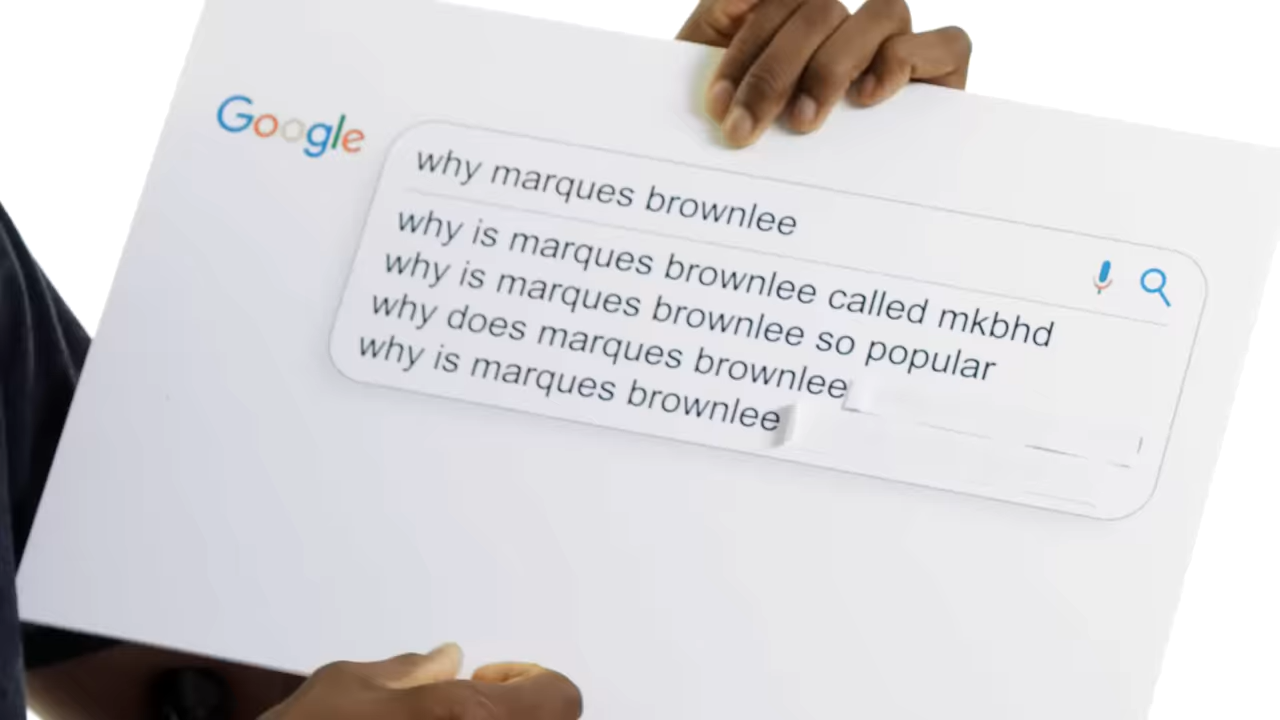 Google
why marques brownlee
why is marques brownlee called mkbhd
why is marques brownlee so popular
why does marques brownlee
why is marques brownlee